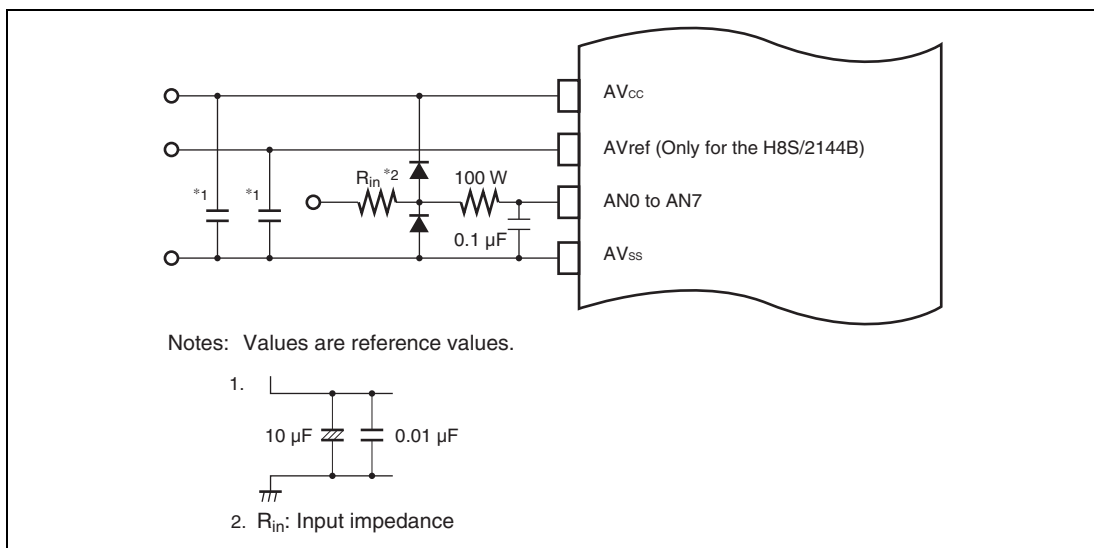 AVcc
AVref (Only for the H8S/2144B)
*1
*1
Rin *2
100 W
AN0 to AN7
0.1 µF
AVss
Notes: Values are reference values.
1.
10 µF
0.01 µF
2. Rin: Input impedance